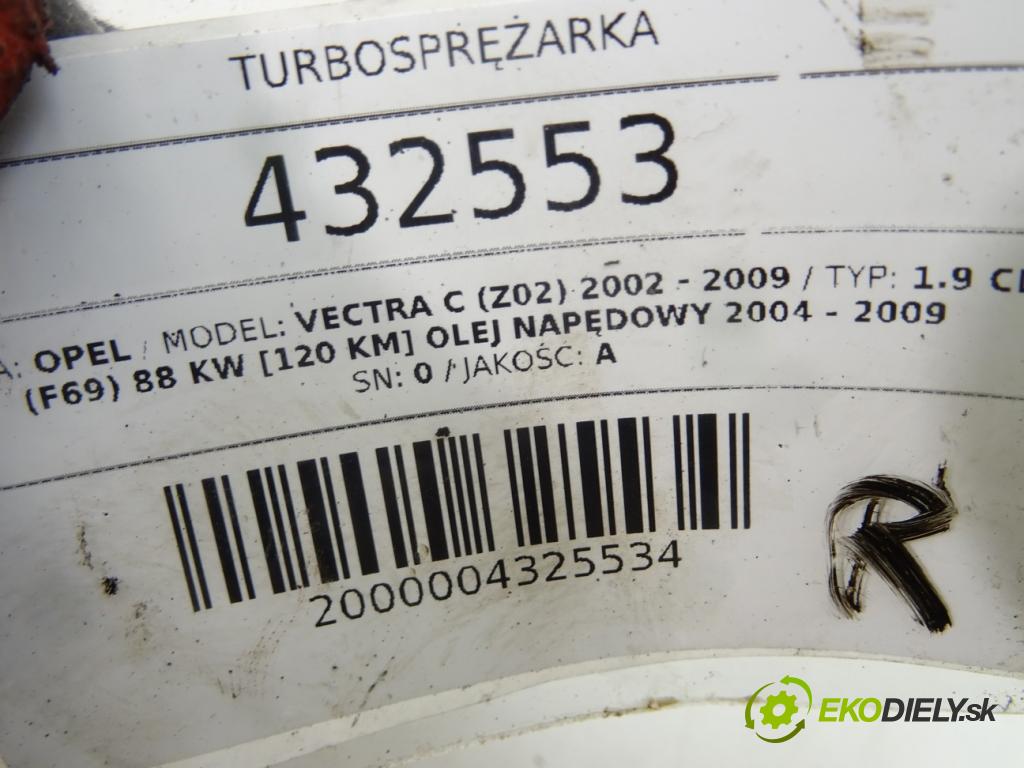 TURBOSPRĘŻARKA
432553
A: OPEL / MODEL: VECTRA C (Z02) 2002 - 2009 / TYP: 1.9
(F69) 88 KW [120 KM] OLEJ NAPĘDOWY 2004 - 2009
SN: 0 / JAKOŚĆ: A
2000004325534
R
EKODIELY.sk